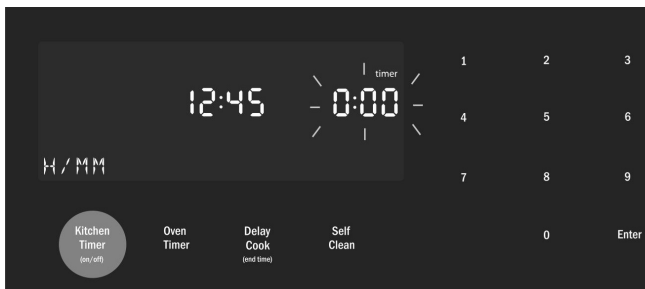 timer
12:45 0:00
H/MM
1 2 3
4 5 6
7 8 9
0 Enter
Kitchen
Timer
(on/off)
Oven
Timer
Delay
Cook
(end time)
Self
Clean